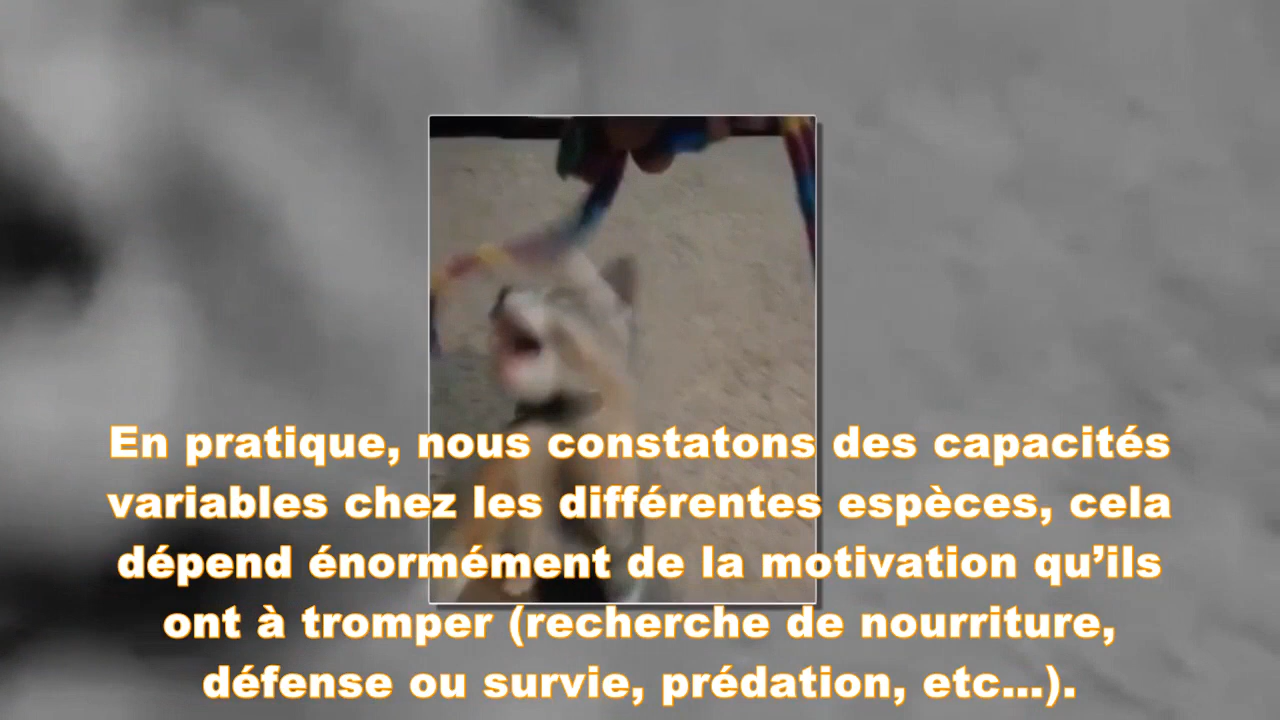 En pratique, nous constatons des capacités
variables chez les différentes espèces, cela
dépend énormément de la motivation qu’ils
ont à tromper (recherche de nourriture,
défense ou survie, prédation, etc...).